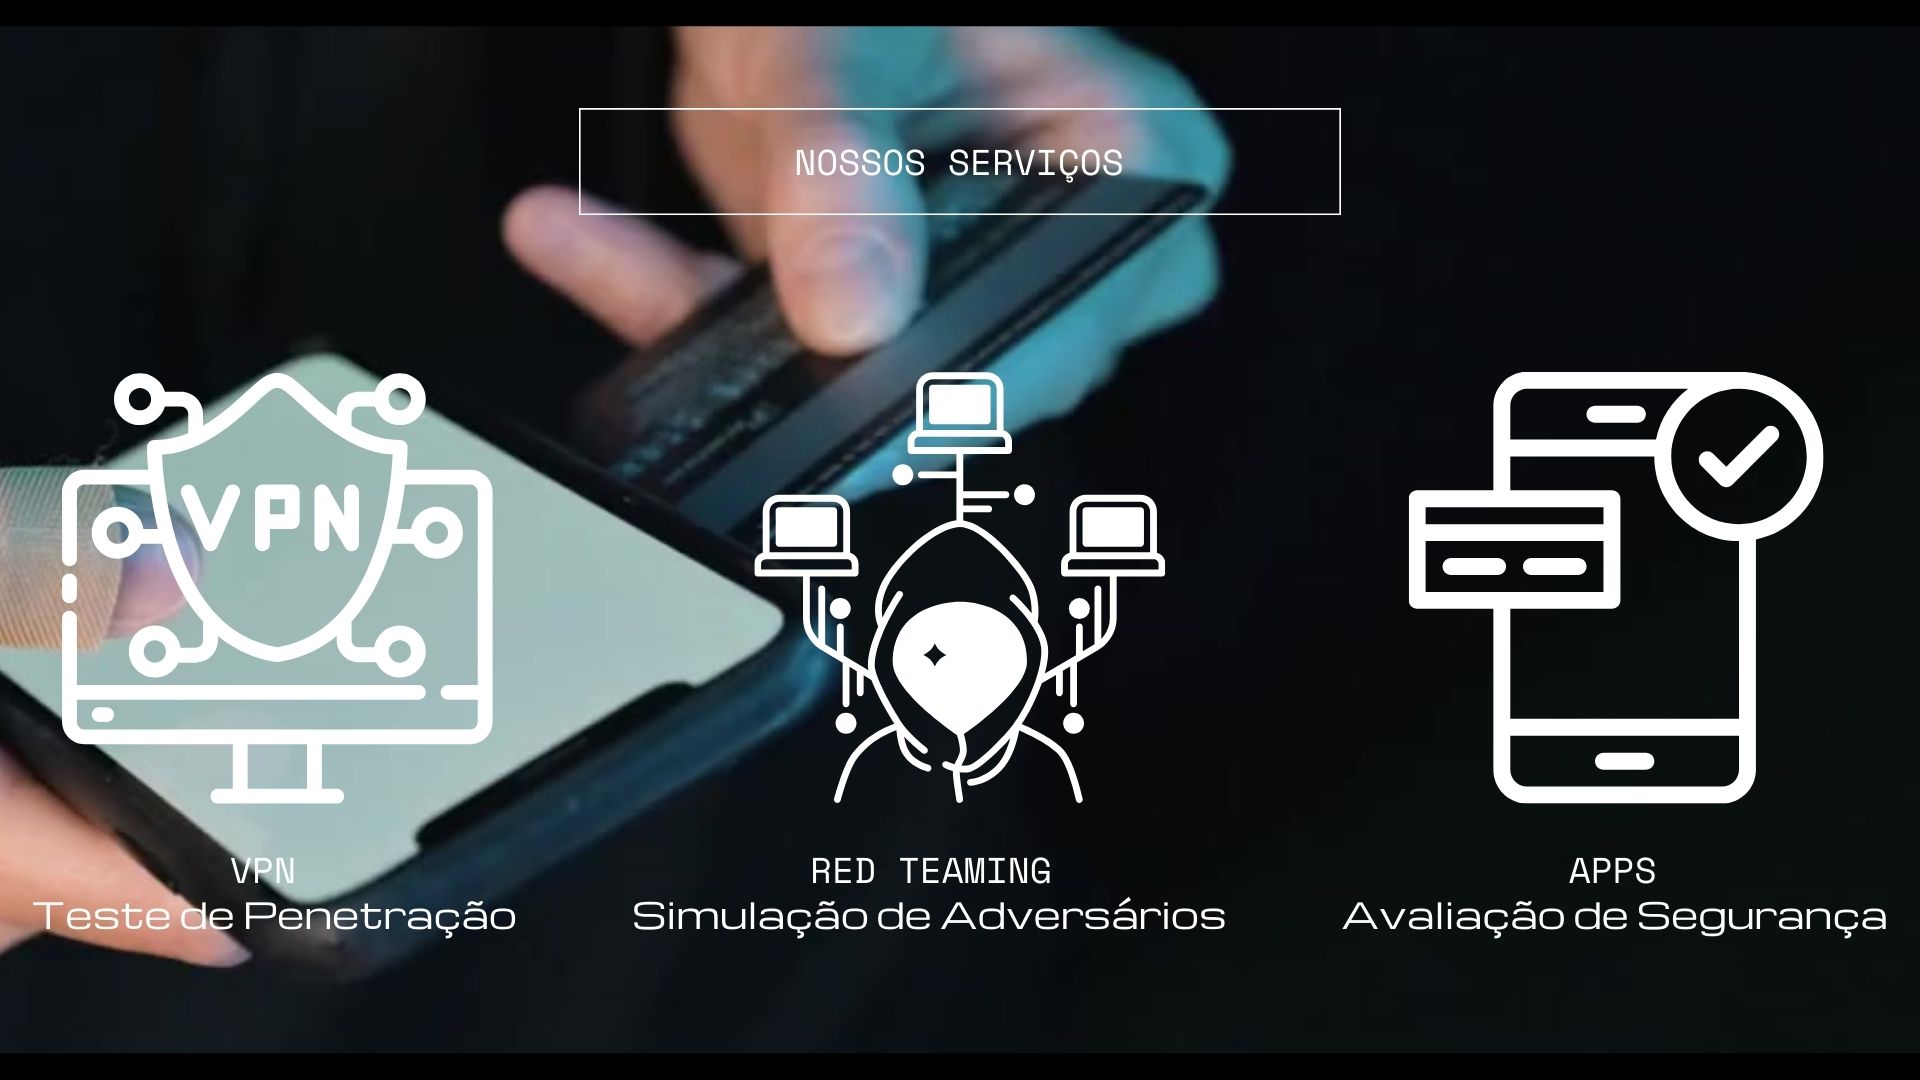 NOSSOS SERVIÇOS
VPN
VPN
Teste de Penetração
RED TEAMING
Simulação de Adversários
APPS
Avaliação de Segurança